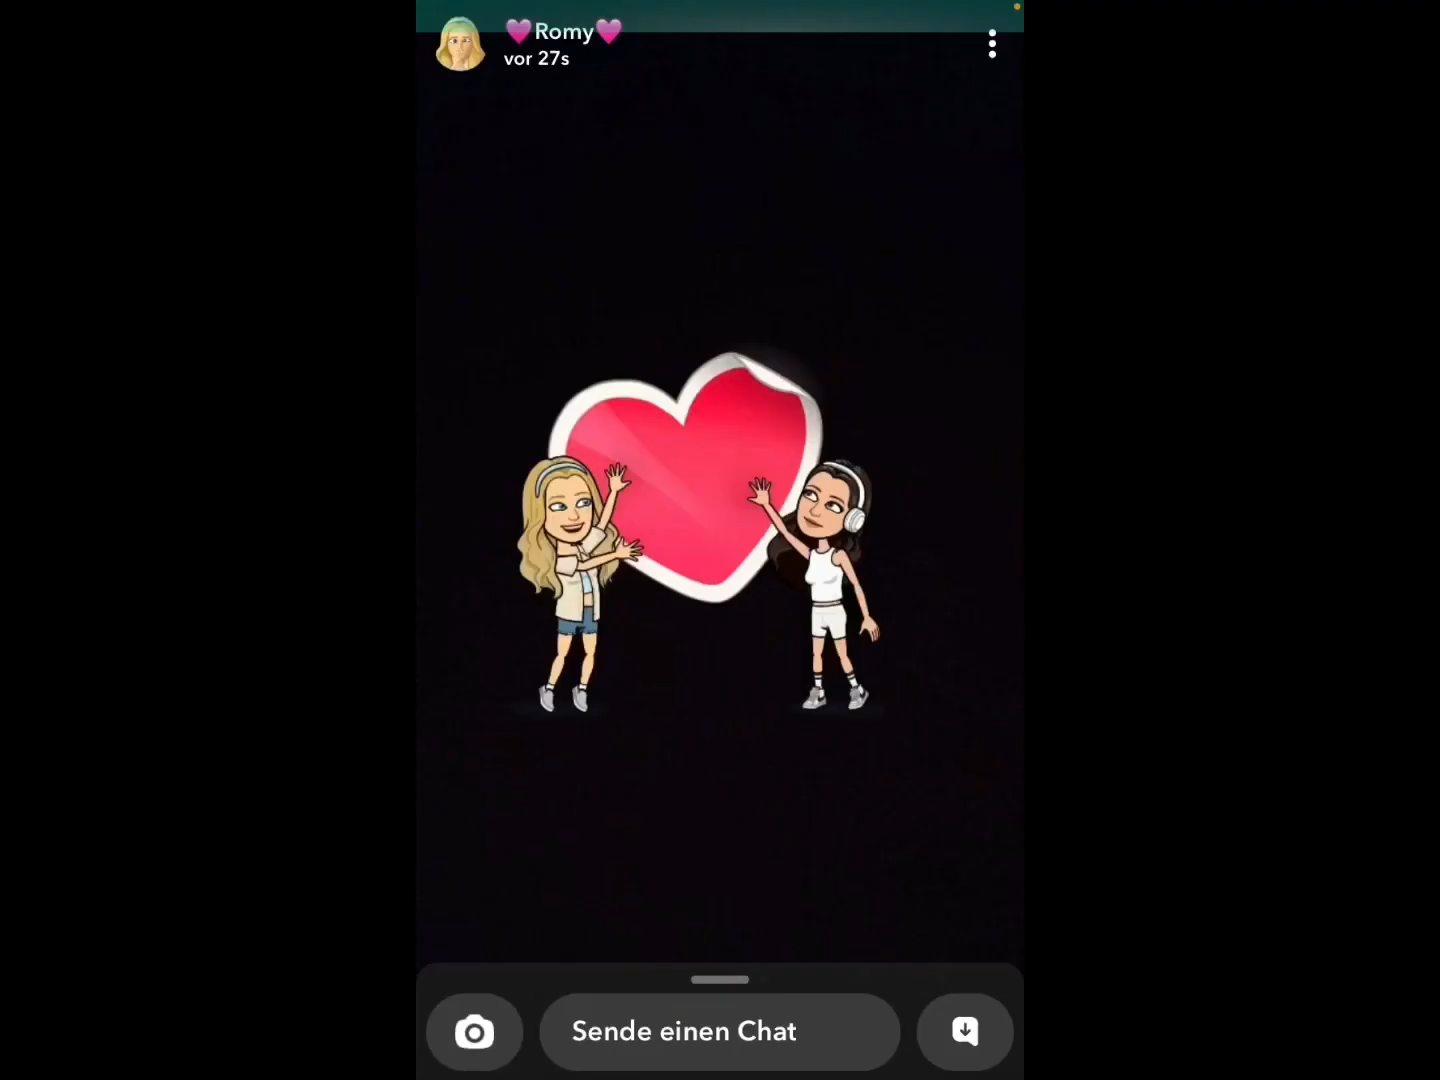 💗Romy💗
vor 27s
Sende einen Chat